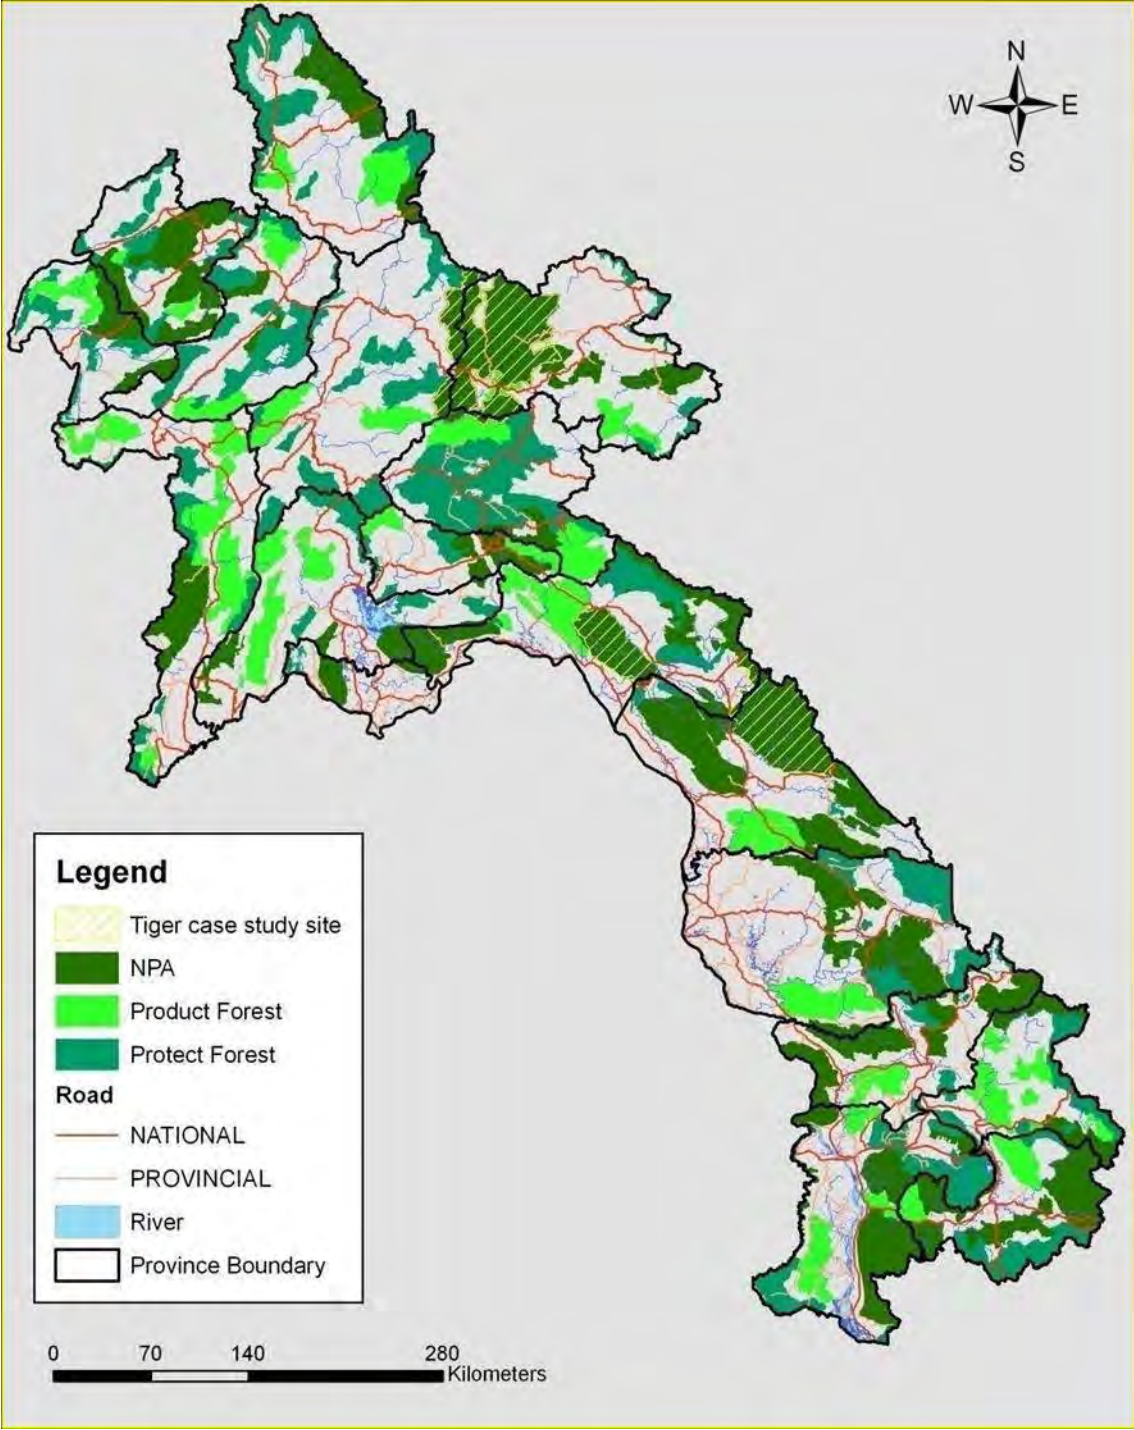 N
W E
S
Legend
Tiger case study site
NPA
Product Forest
Protect Forest
Road
NATIONAL
PROVINCIAL
River
Province Boundary
0 70 140 280
Kilometers